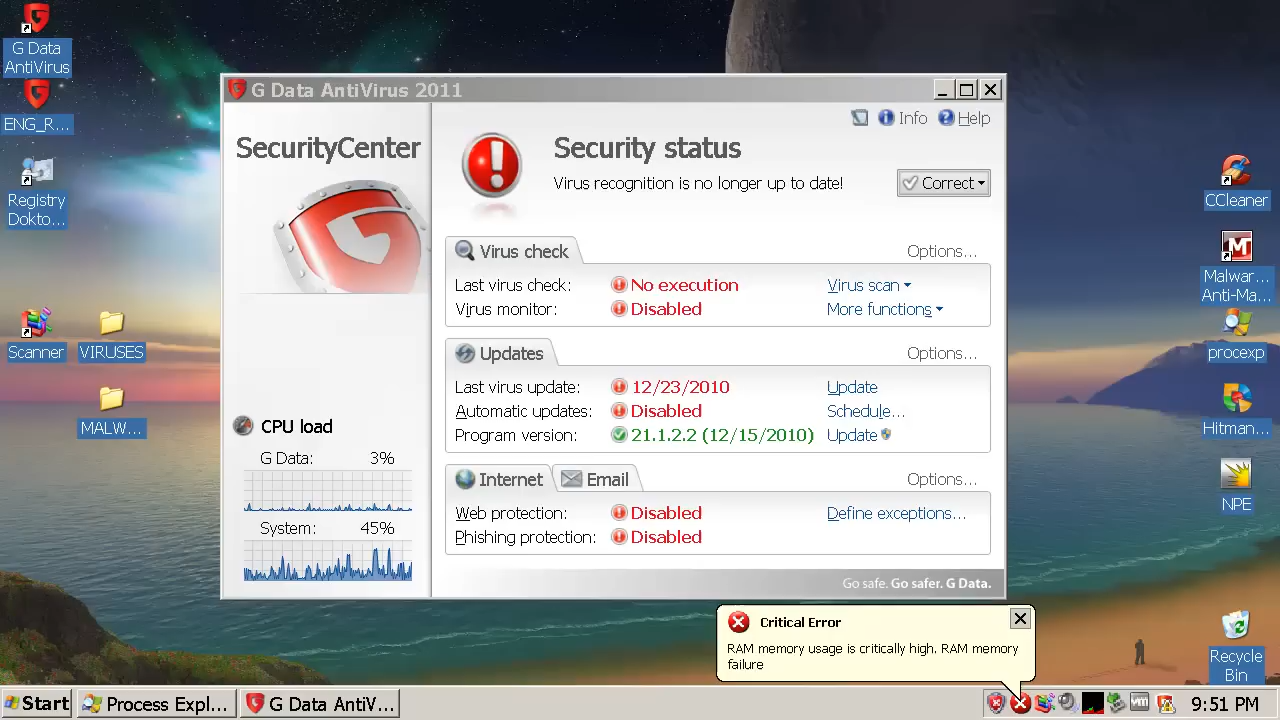 G Data
AntiVirus
ENG_R...
Registry
Dokto...
Scanner
VIRUSES
MALW...
G Data AntiVirus 2011
Info
Help
SecurityCenter
Security status
Virus recognition is no longer up to date!
Correct
Virus check
Options...
Last virus check:
No execution
Virus scan
Virus monitor:
Disabled
More functions
Updates
Options...
Last virus update:
12/23/2010
Update
Automatic updates:
Disabled
Schedule...
Program version:
21.1.2.2 (12/15/2010)
Update
Internet
Email
Options...
Web protection:
Disabled
Define exceptions...
Phishing protection:
Disabled
CPU load
G Data: 3%
System: 45%
Go safe. Go safer. G Data.
CCleaner
Malwar...
Anti-Ma...
procexp
Hitman...
NPE
Recycle
Bin
Critical Error
RAM memory usage is critically high. RAM memory
failure
Start
Process Expl...
G Data AntiV...
9:51 PM